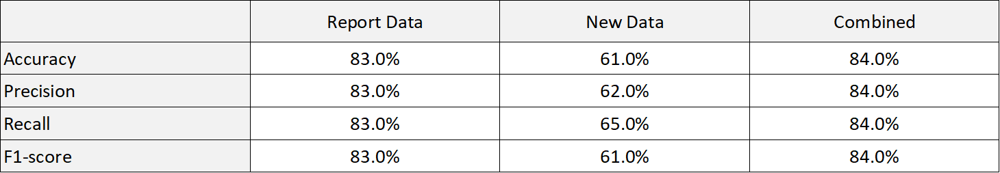 Report Data New Data Combined
Accuracy 83.0% 61.0% 84.0%
Precision 83.0% 62.0% 84.0%
Recall 83.0% 65.0% 84.0%
F1-score 83.0% 61.0% 84.0%